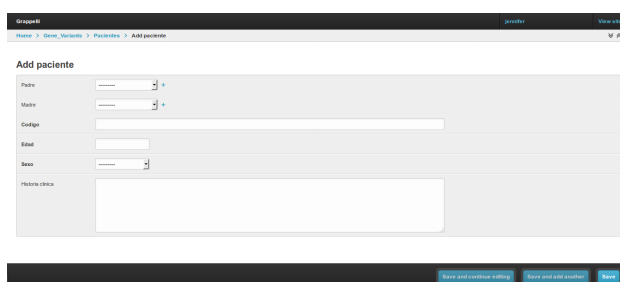 Grappelli
jennifer
View site
Home > Gene_Variants > Pacientes > Add paciente
Add paciente
Padre
--------- +
Madre
--------- +
Codigo
Edad
Sexo
---------
Historia clinica
Save and continue editing
Save and add another
Save